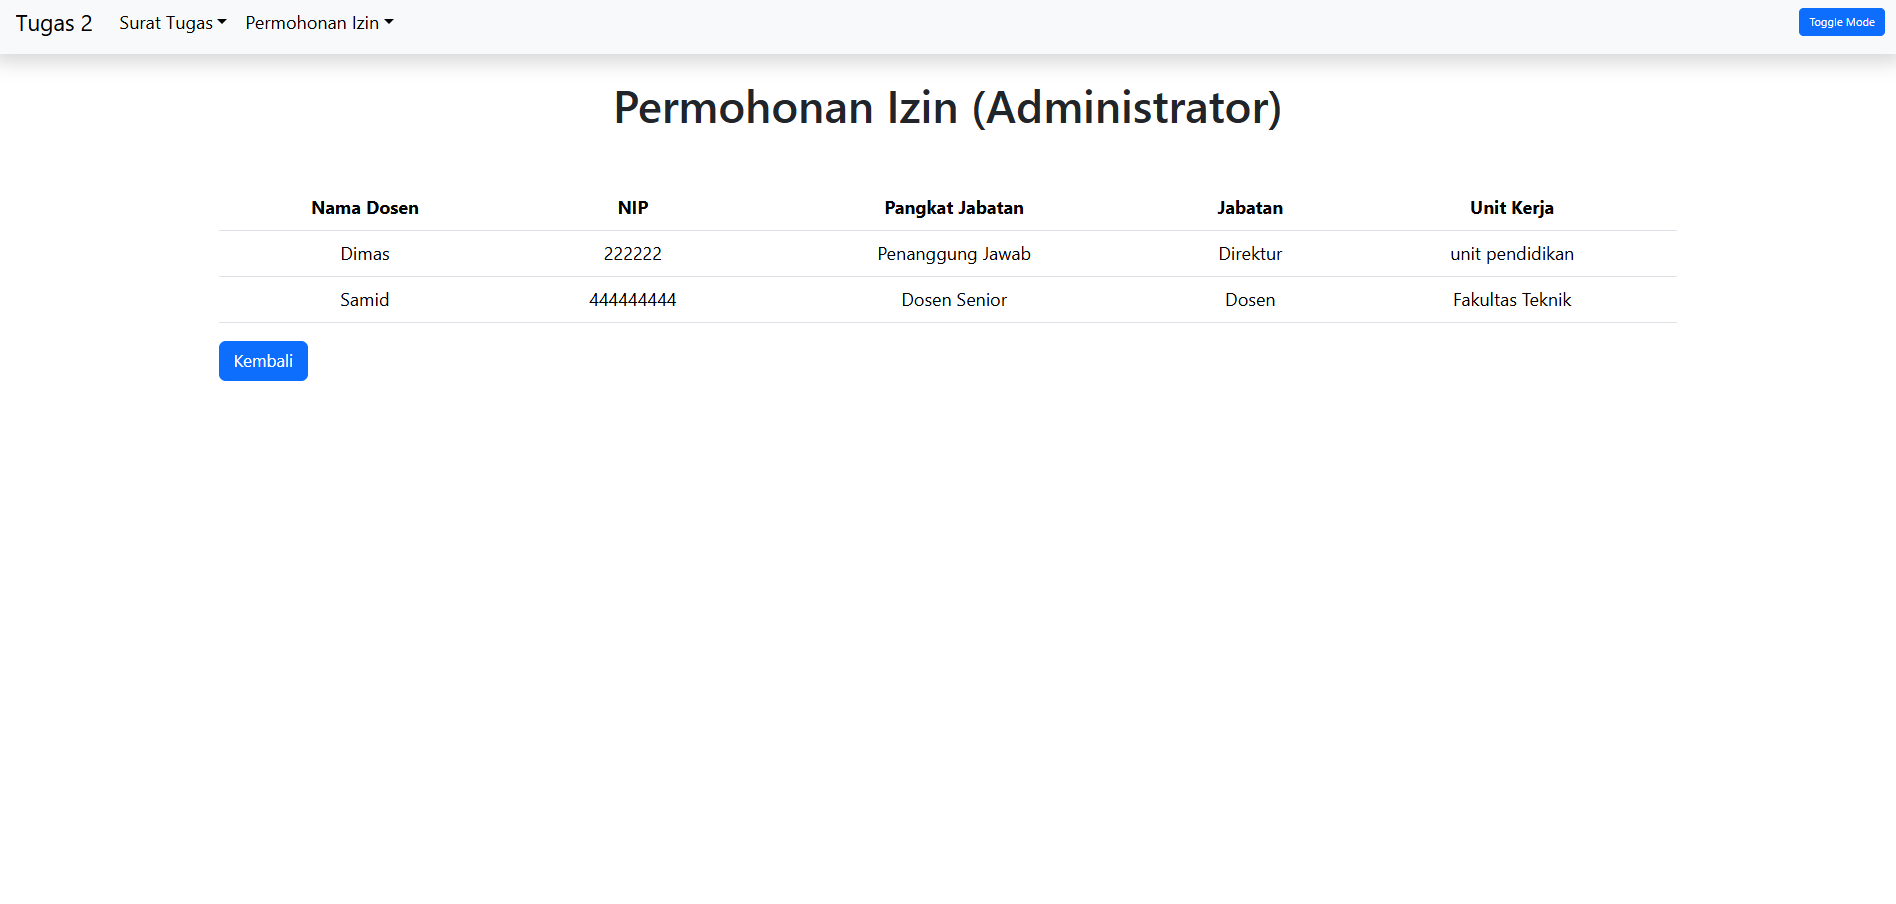 Tugas 2 Surat Tugas Permohonan Izin Toggle Mode
Permohonan Izin (Administrator)
Nama Dosen NIP Pangkat Jabatan Jabatan Unit Kerja
Dimas 222222 Penanggung Jawab Direktur unit pendidikan
Samid 444444444 Dosen Senior Dosen Fakultas Teknik
Kembali